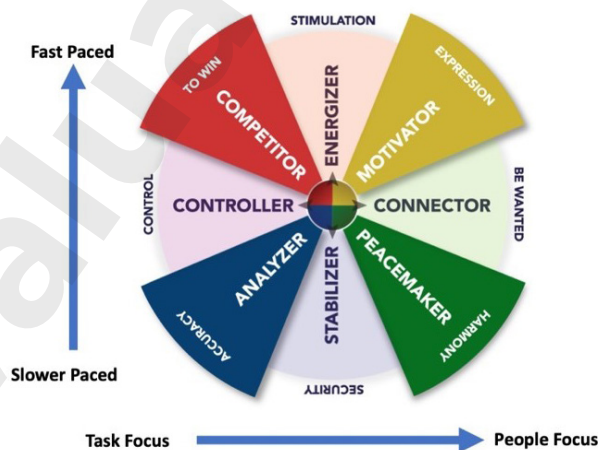 STIMULATION
Fast Paced
TO WIN
EXPRESSION
COMPETITOR
ENERGIZER
MOTIVATOR
CONTROL
CONTROLLER
CONNECTOR
BE WANTED
ANALYZER
STABILIZER
PEACEMAKER
ACCURACY
HARMONY
SECURITY
Slower Paced
Task Focus
People Focus